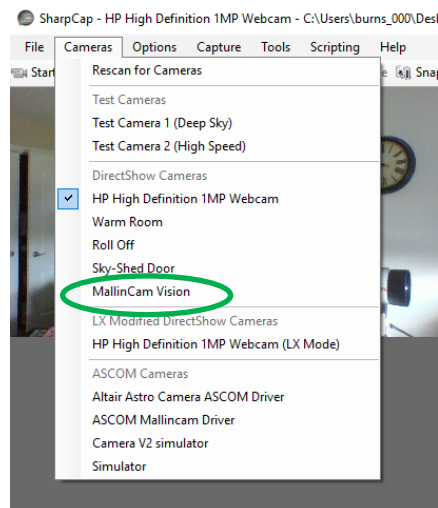 SharpCap - HP High Definition 1MP Webcam - C:\Users\burns_000\Des
File Cameras Options Capture Tools Scripting Help
Start
Rescan for Cameras
Snap
Test Cameras
Test Camera 1 (Deep Sky)
Test Camera 2 (High Speed)
DirectShow Cameras
HP High Definition 1MP Webcam
Warm Room
Roll Off
Sky-Shed Door
MallinCam Vision
LX Modified DirectShow Cameras
HP High Definition 1MP Webcam (LX Mode)
ASCOM Cameras
Altair Astro Camera ASCOM Driver
ASCOM Mallincam Driver
Camera V2 simulator
Simulator